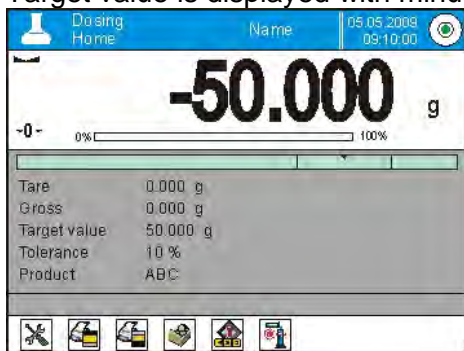 Target value is displayed with minu
Dosing
Home
Name
05.05.2009
09:10:00
-50.000 g
-0-
0% 100%
Tare 0.000 g
Gross 0.000 g
Target value 50.000 g
Tolerance 10 %
Product ABC